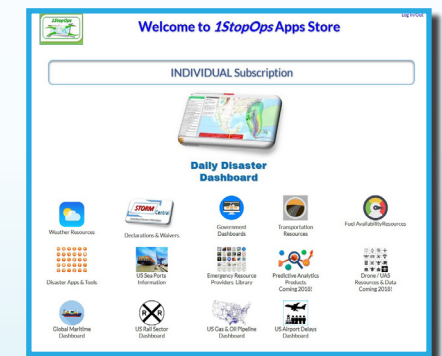 1StopOps
Welcome to 1StopOps Apps Store
Log In/Out
INDIVIDUAL Subscription
Daily Disaster
Dashboard
Weather Resources
STORM Central
Declarations & Waivers
Government
Dashboards
Transportation
Resources
Fuel Availability Resources
Disaster Apps & Tools
US Sea Ports
Information
Emergency Resource
Providers Library
Predictive Analytics
Products
Coming 2018!
Drone / UAS
Resources & Data
Coming 2018!
Global Maritime
Dashboard
R R
US Rail Sector
Dashboard
US Gas & Oil Pipeline
Dashboard
US Airport Delays
Dashboard